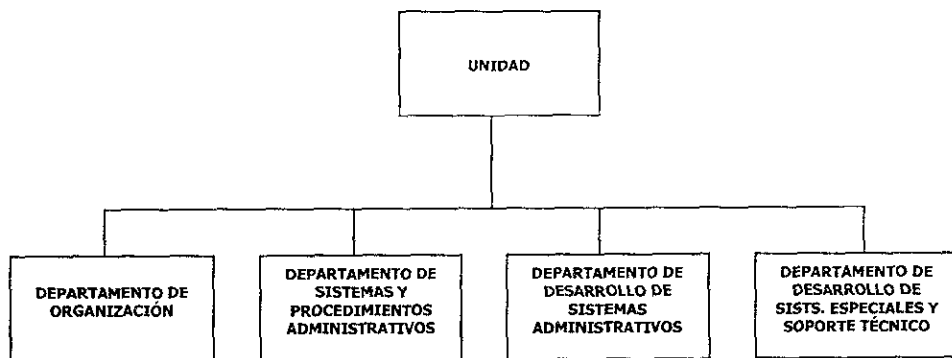 UNIDAD
DEPARTAMENTO DE
ORGANIZACIÓN
DEPARTAMENTO DE
SISTEMAS Y
PROCEDIMIENTOS
ADMINISTRATIVOS
DEPARTAMENTO DE
DESARROLLO DE
SISTEMAS
ADMINISTRATIVOS
DEPARTAMENTO DE
DESARROLLO DE
SISTS. ESPECIALES Y
SOPORTE TÉCNICO